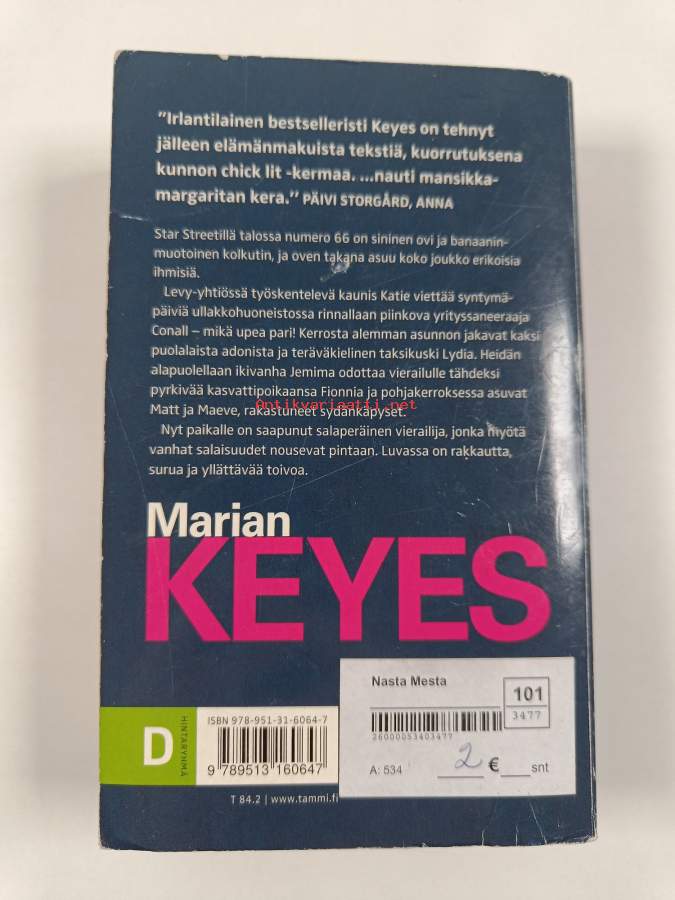 "Irlantilainen bestselleristi Keyes on tehnyt
jälleen elämänmakuista tekstiä, kuorrutuksena
kunnon chick lit -kermaa. ...nauti mansikka-
margaritan kera." PÄIVI STORGÅRD, ANNA
Star Streetillä talossa numero 66 on sininen ovi ja banaanin-
muotoinen kolkutin, ja oven takana asuu koko joukko erikoisia
ihmisiä.
Levy-yhtiössä työskentelevä kaunis Katie viettää syntymä-
päiviä ullakkohuoneistossa rinnallaan piinkova yrityssaneeraaja
Conall – mikä upea pari! Kerrosta alemman asunnon jakavat kaksi
puolalaista adonista ja teräväkielinen taksikuski Lydia. Heidän
alapuolellaan ikivanha Jemima odottaa vierailulle tähdeksi
pyrkivää kasvattipoikaansa Fionnia ja pohjakerroksessa asuvat
Antikvariaatti.net
Matt ja Maeve, rakastuneet sydänkäpyset.
Nyt paikalle on saapunut salaperäinen vierailija, jonka myötä
vanhat salaisuudet nousevat pintaan. Luvassa on rakkautta,
surua ja yllättävää toivoa.
Marian
KEYES
Nasta Mesta
101
3477
26000053403477
A: 534 2 € snt
D
HINTARYHMÄ
ISBN 978-951-31-6064-7
9 789513 160647
T 84.2 | www.tammi.fi